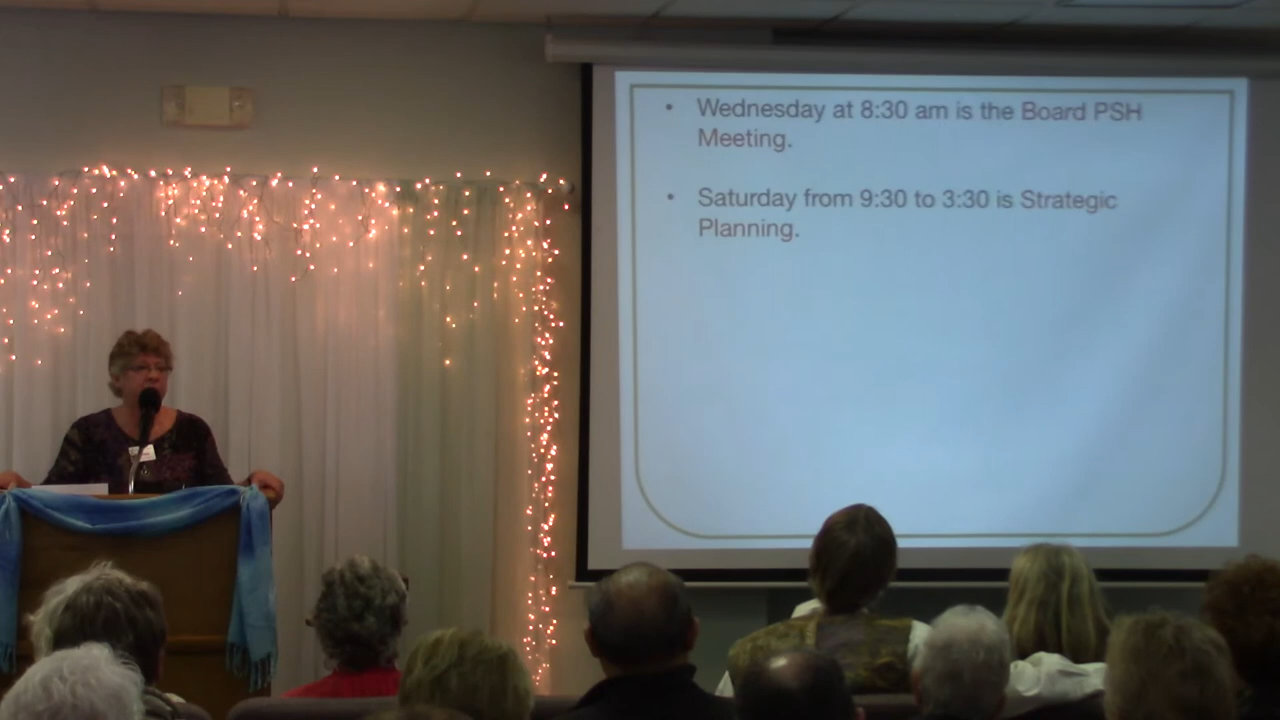 • Wednesday at 8:30 am is the Board PSH
Meeting.
• Saturday from 9:30 to 3:30 is Strategic
Planning.